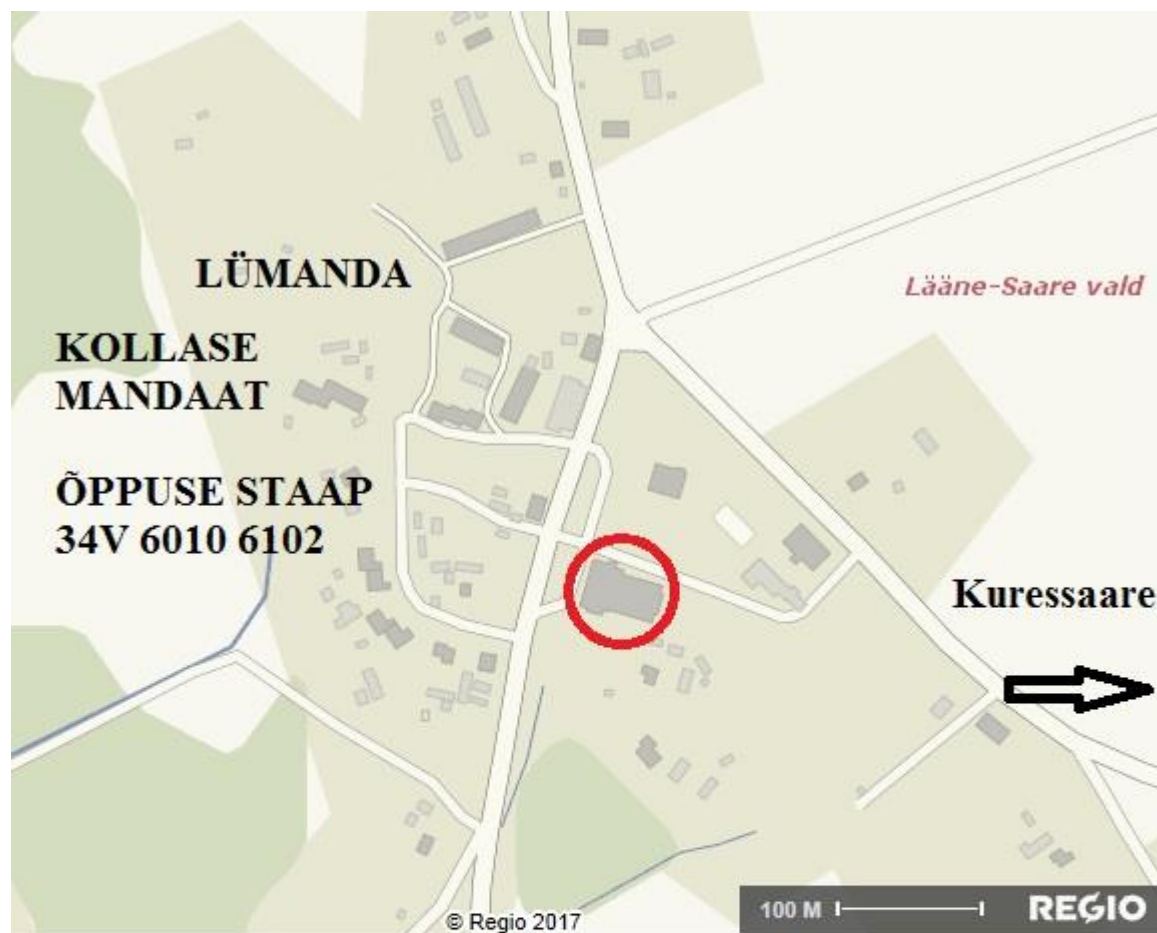 LÜMANDA
Lääne-Saare vald
KOLLASE
MANDAAT
ÕPPUSE STAAP
34V 6010 6102
Kuressaare
100 M
REGIO
© Regio 2017